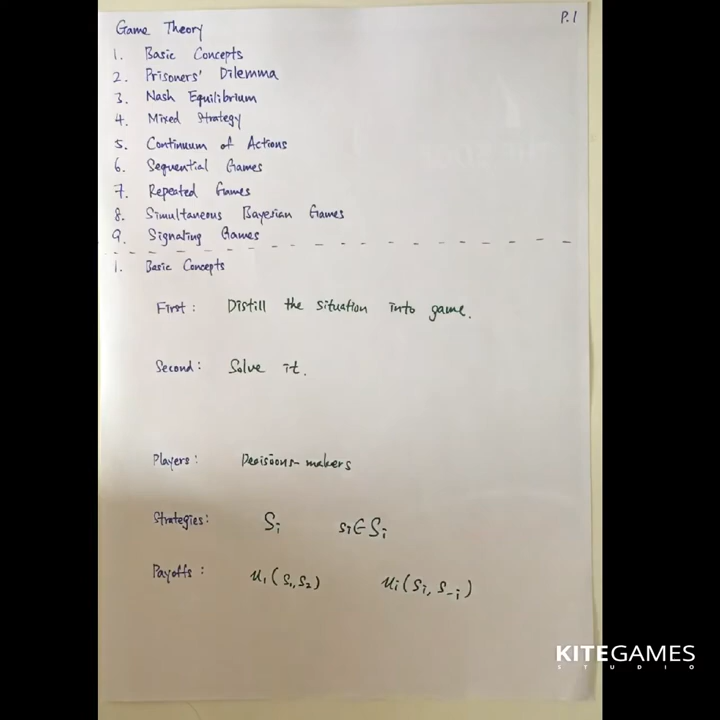 P.1
Game Theory
1. Basic Concepts
2. Prisoners' Dilemma
3. Nash Equilibrium
4. Mixed Strategy
5. Continuum of Actions
6. Sequential Games
7. Repeated Games
8. Simultaneous Bayesian Games
9. Signaling Games
1. Basic Concepts
First: Distill the situation into game.
Second: Solve it.
Players: Decisions-makers
Strategies: Si si∈Si
Payoffs: u1(s1,s2) ui(si,s-i)
KITEGAMES
STUDIO